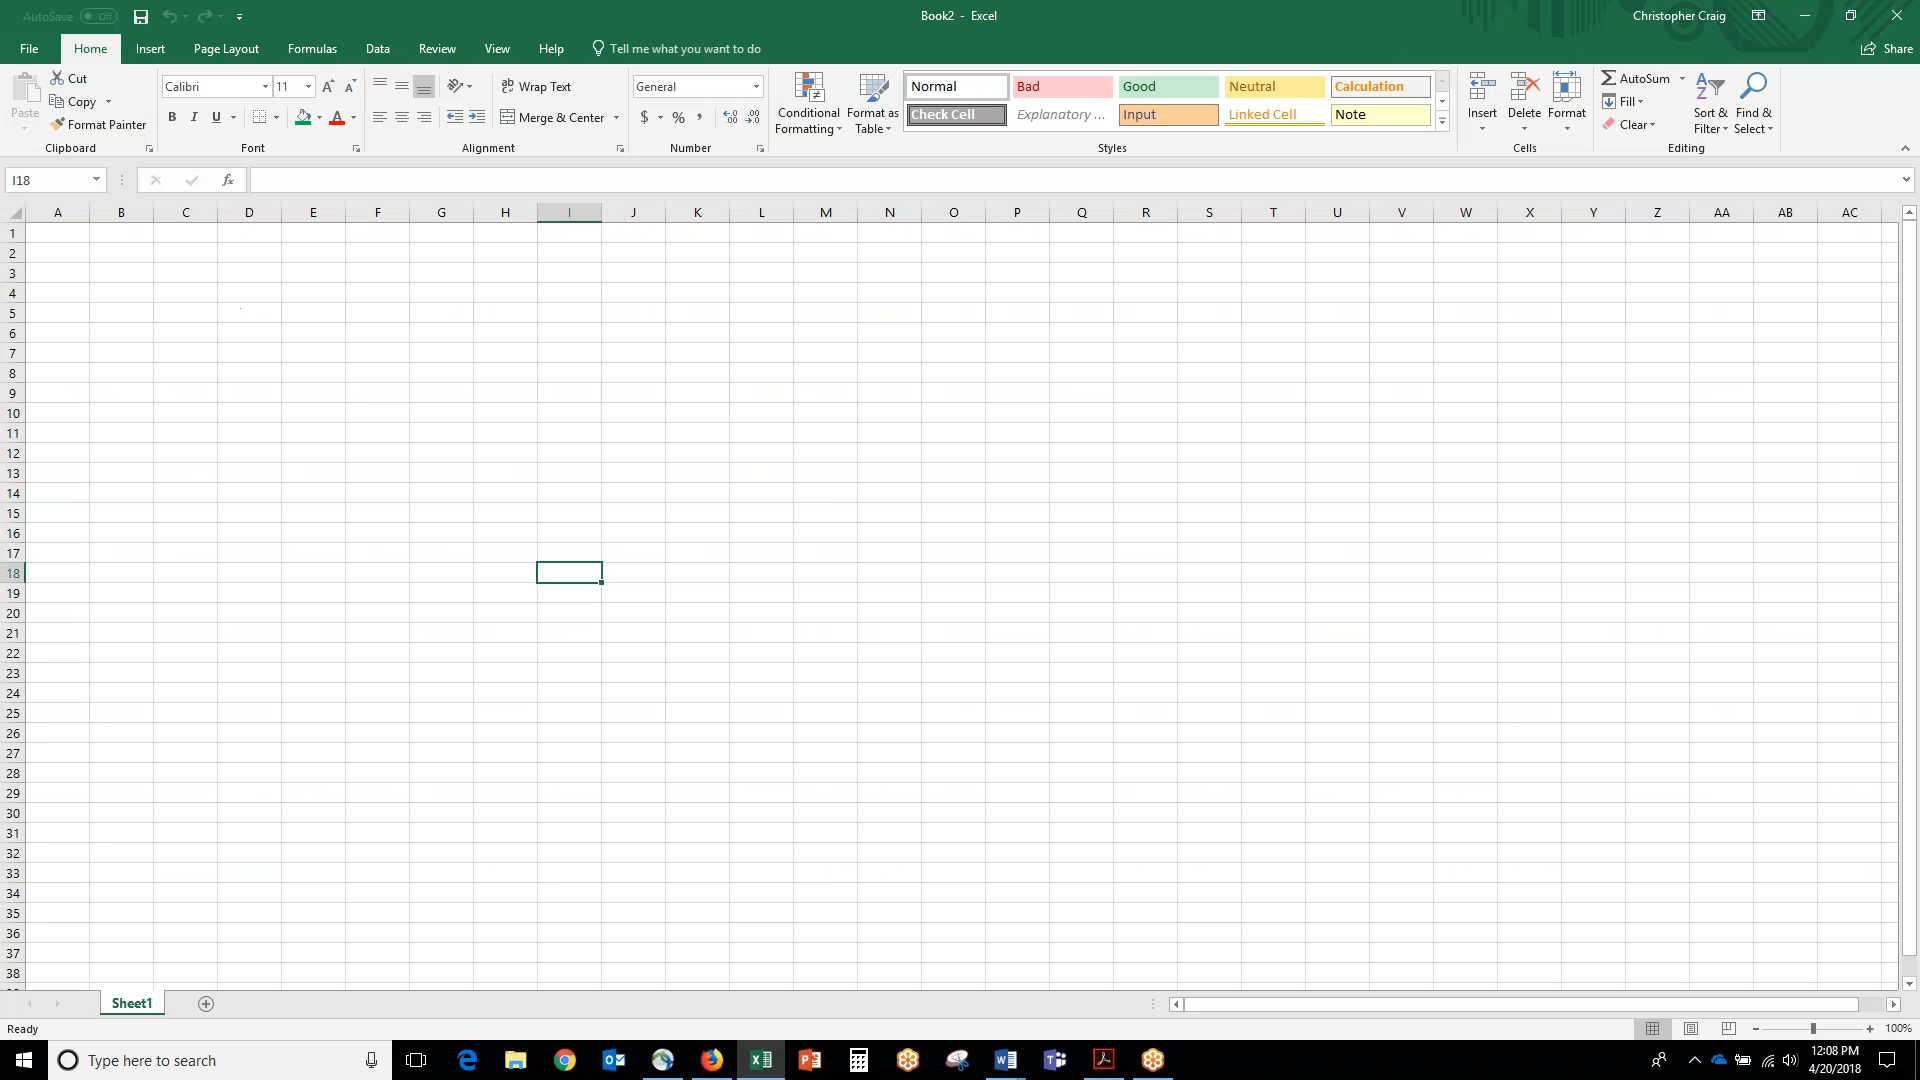 AutoSave Off
Book2 - Excel
Christopher Craig
File Home Insert Page Layout Formulas Data Review View Help Tell me what you want to do Share
Paste
Cut
Copy
Format Painter
Clipboard
Calibri 11
B I U
Font
Wrap Text
Merge & Center
Alignment
General
$ % ,
Number
Conditional Formatting
Format as Table
Normal Bad Good Neutral Calculation
Check Cell Explanatory ... Input Linked Cell Note
Styles
Insert Delete Format
Cells
AutoSum
Fill
Clear
Sort & Filter
Find & Select
Editing
I18
fx
A B C D E F G H I J K L M N O P Q R S T U V W X Y Z AA AB AC
1
2
3
4
5
6
7
8
9
10
11
12
13
14
15
16
17
18
19
20
21
22
23
24
25
26
27
28
29
30
31
32
33
34
35
36
37
38
Sheet1
Ready
100%
Type here to search
12:08 PM
4/20/2018